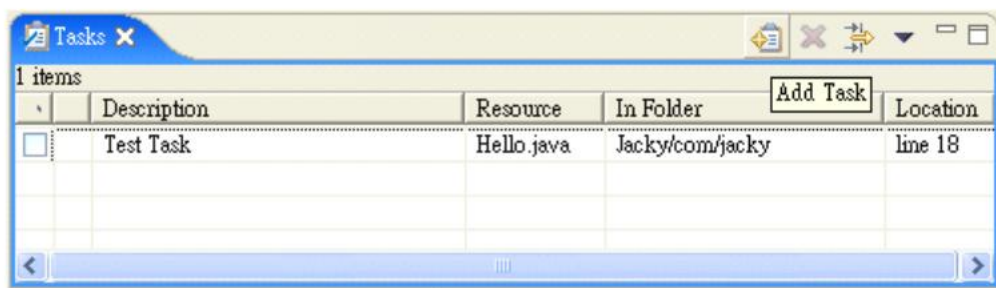 Tasks
1 items
Add Task
Description Resource In Folder Location
Test Task Hello.java Jacky/com/jacky line 18